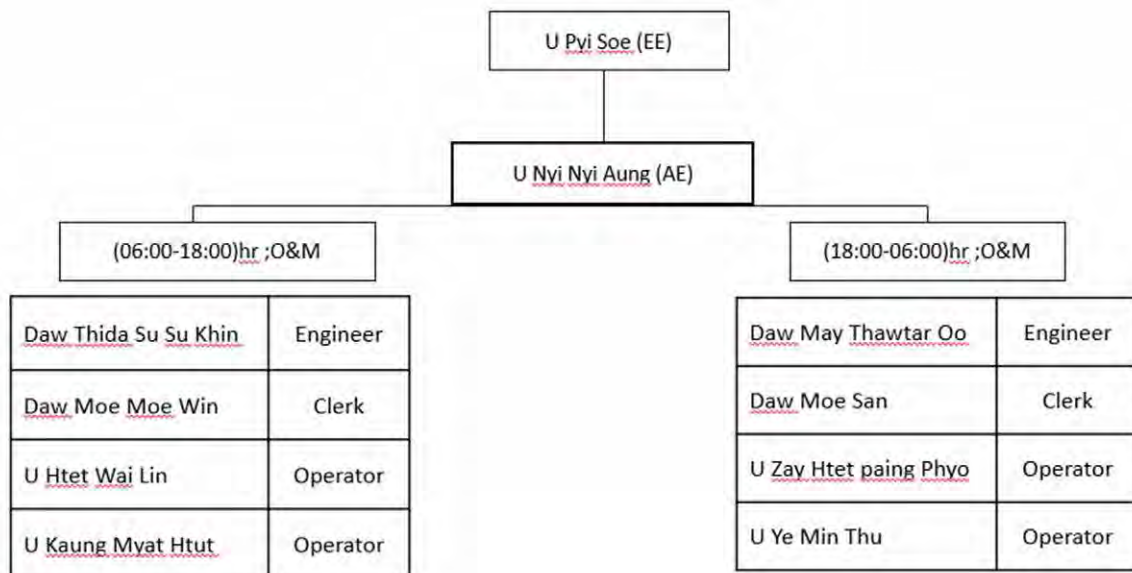 U Pyi Soe (EE)
U Nyi Nyi Aung (AE)
(06:00-18:00)hr ;O&M
Daw Thida Su Su Khin Engineer
Daw Moe Moe Win Clerk
U Htet Wai Lin Operator
U Kaung Myat Htut Operator
(18:00-06:00)hr ;O&M
Daw May Thawtar Oo Engineer
Daw Moe San Clerk
U Zay Htet paing Phyo Operator
U Ye Min Thu Operator